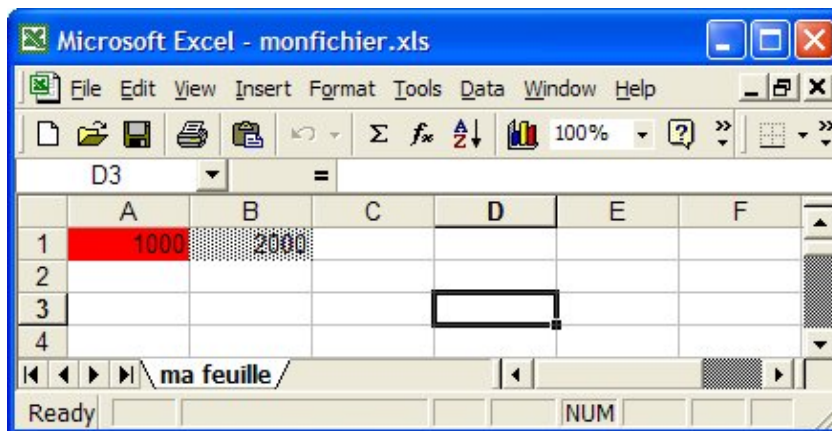 Microsoft Excel - monfichier.xls
File Edit View Insert Format Tools Data Window Help
Σ fx A Z 100% ?
D3 =
A B C D E F
1 1000 2000
2
3
4
ma feuille
Ready NUM